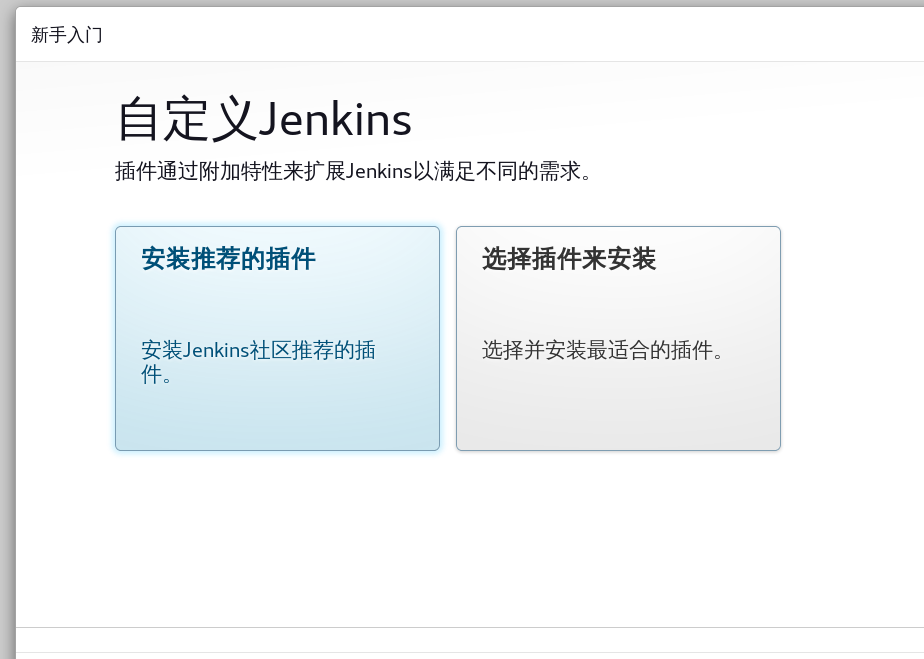 新手入门
自定义Jenkins
插件通过附加特性来扩展Jenkins以满足不同的需求。
安装推荐的插件
安装Jenkins社区推荐的插
件。
选择插件来安装
选择并安装最适合的插件。